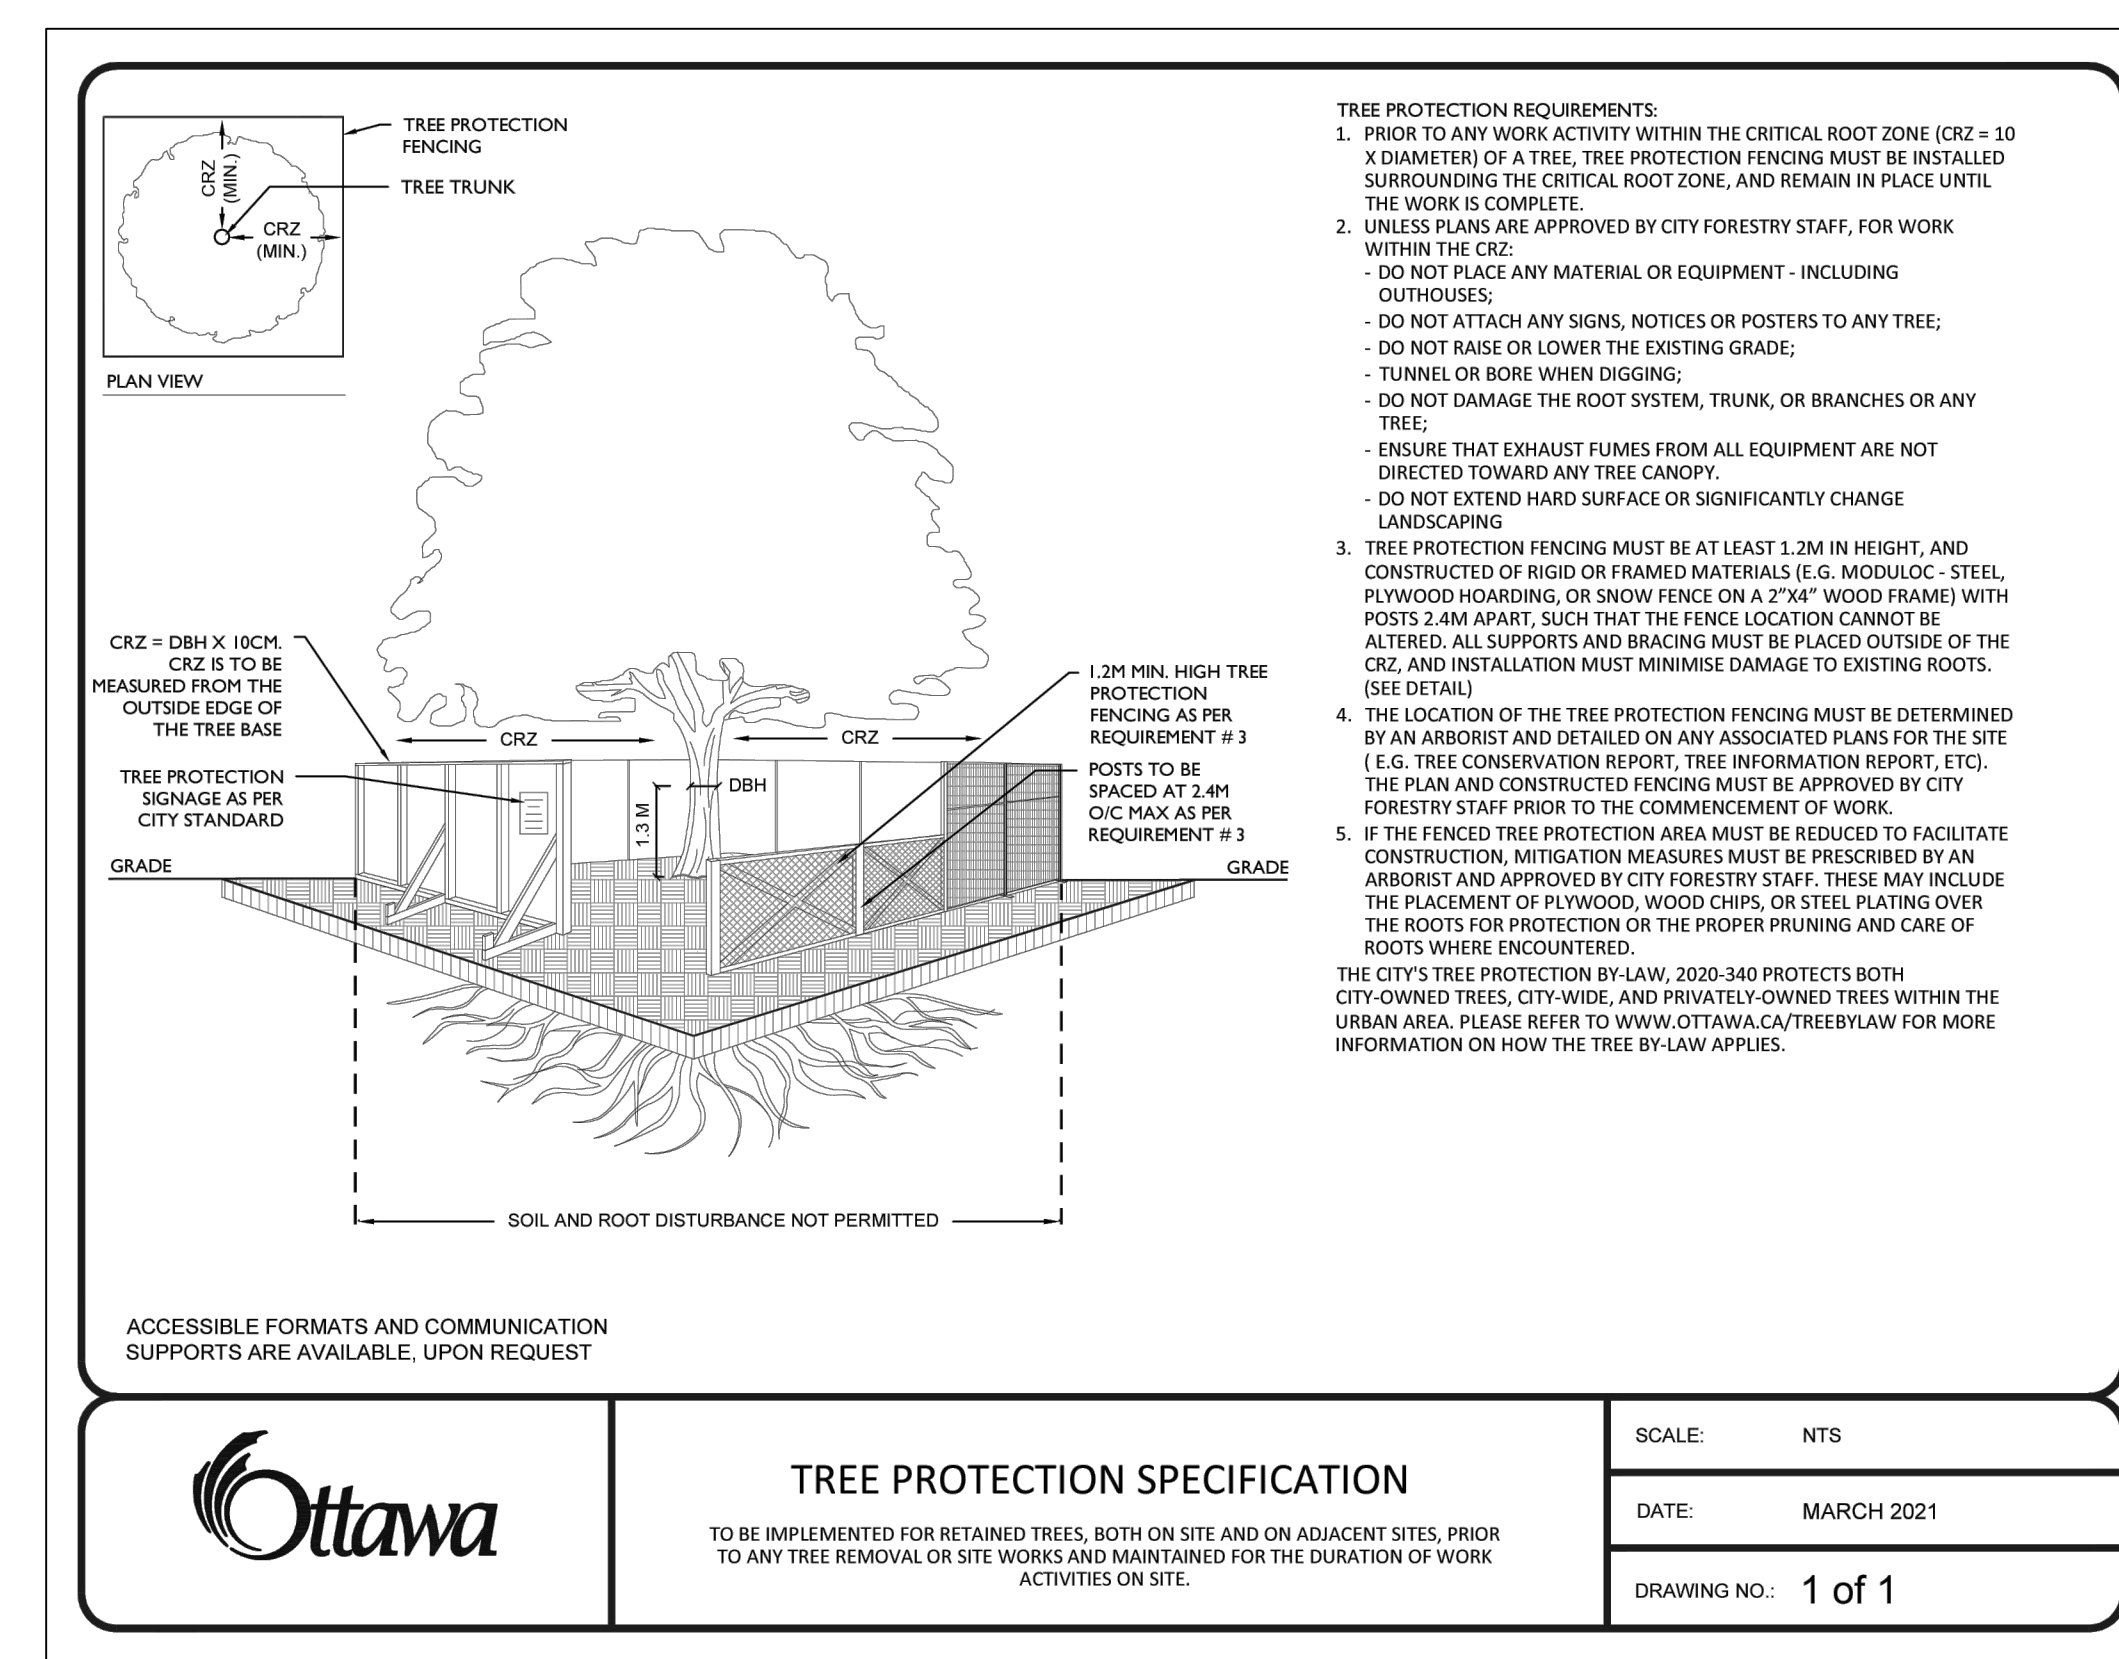 TREE PROTECTION
FENCING
TREE TRUNK
CRZ
(MIN.)
CRZ
(MIN.)
PLAN VIEW
CRZ = DBH X 10CM.
CRZ IS TO BE
MEASURED FROM THE
OUTSIDE EDGE OF
THE TREE BASE
TREE PROTECTION
SIGNAGE AS PER
CITY STANDARD
GRADE
CRZ
CRZ
DBH
1.3 M
1.2M MIN. HIGH TREE
PROTECTION
FENCING AS PER
REQUIREMENT # 3
POSTS TO BE
SPACED AT 2.4M
O/C MAX AS PER
REQUIREMENT # 3
GRADE
SOIL AND ROOT DISTURBANCE NOT PERMITTED
TREE PROTECTION REQUIREMENTS:
1. PRIOR TO ANY WORK ACTIVITY WITHIN THE CRITICAL ROOT ZONE (CRZ = 10
X DIAMETER) OF A TREE, TREE PROTECTION FENCING MUST BE INSTALLED
SURROUNDING THE CRITICAL ROOT ZONE, AND REMAIN IN PLACE UNTIL
THE WORK IS COMPLETE.
2. UNLESS PLANS ARE APPROVED BY CITY FORESTRY STAFF, FOR WORK
WITHIN THE CRZ:
- DO NOT PLACE ANY MATERIAL OR EQUIPMENT - INCLUDING
OUTHOUSES;
- DO NOT ATTACH ANY SIGNS, NOTICES OR POSTERS TO ANY TREE;
- DO NOT RAISE OR LOWER THE EXISTING GRADE;
- TUNNEL OR BORE WHEN DIGGING;
- DO NOT DAMAGE THE ROOT SYSTEM, TRUNK, OR BRANCHES OR ANY
TREE;
- ENSURE THAT EXHAUST FUMES FROM ALL EQUIPMENT ARE NOT
DIRECTED TOWARD ANY TREE CANOPY.
- DO NOT EXTEND HARD SURFACE OR SIGNIFICANTLY CHANGE
LANDSCAPING
3. TREE PROTECTION FENCING MUST BE AT LEAST 1.2M IN HEIGHT, AND
CONSTRUCTED OF RIGID OR FRAMED MATERIALS (E.G. MODULOC - STEEL,
PLYWOOD HOARDING, OR SNOW FENCE ON A 2”X4” WOOD FRAME) WITH
POSTS 2.4M APART, SUCH THAT THE FENCE LOCATION CANNOT BE
ALTERED. ALL SUPPORTS AND BRACING MUST BE PLACED OUTSIDE OF THE
CRZ, AND INSTALLATION MUST MINIMISE DAMAGE TO EXISTING ROOTS.
(SEE DETAIL)
4. THE LOCATION OF THE TREE PROTECTION FENCING MUST BE DETERMINED
BY AN ARBORIST AND DETAILED ON ANY ASSOCIATED PLANS FOR THE SITE
( E.G. TREE CONSERVATION REPORT, TREE INFORMATION REPORT, ETC).
THE PLAN AND CONSTRUCTED FENCING MUST BE APPROVED BY CITY
FORESTRY STAFF PRIOR TO THE COMMENCEMENT OF WORK.
5. IF THE FENCED TREE PROTECTION AREA MUST BE REDUCED TO FACILITATE
CONSTRUCTION, MITIGATION MEASURES MUST BE PRESCRIBED BY AN
ARBORIST AND APPROVED BY CITY FORESTRY STAFF. THESE MAY INCLUDE
THE PLACEMENT OF PLYWOOD, WOOD CHIPS, OR STEEL PLATING OVER
THE ROOTS FOR PROTECTION OR THE PROPER PRUNING AND CARE OF
ROOTS WHERE ENCOUNTERED.
THE CITY'S TREE PROTECTION BY-LAW, 2020-340 PROTECTS BOTH
CITY-OWNED TREES, CITY-WIDE, AND PRIVATELY-OWNED TREES WITHIN THE
URBAN AREA. PLEASE REFER TO WWW.OTTAWA.CA/TREEBYLAW FOR MORE
INFORMATION ON HOW THE TREE BY-LAW APPLIES.
ACCESSIBLE FORMATS AND COMMUNICATION
SUPPORTS ARE AVAILABLE, UPON REQUEST
Ottawa
TREE PROTECTION SPECIFICATION
TO BE IMPLEMENTED FOR RETAINED TREES, BOTH ON SITE AND ON ADJACENT SITES, PRIOR
TO ANY TREE REMOVAL OR SITE WORKS AND MAINTAINED FOR THE DURATION OF WORK
ACTIVITIES ON SITE.
SCALE: NTS
DATE: MARCH 2021
DRAWING NO.: 1 of 1